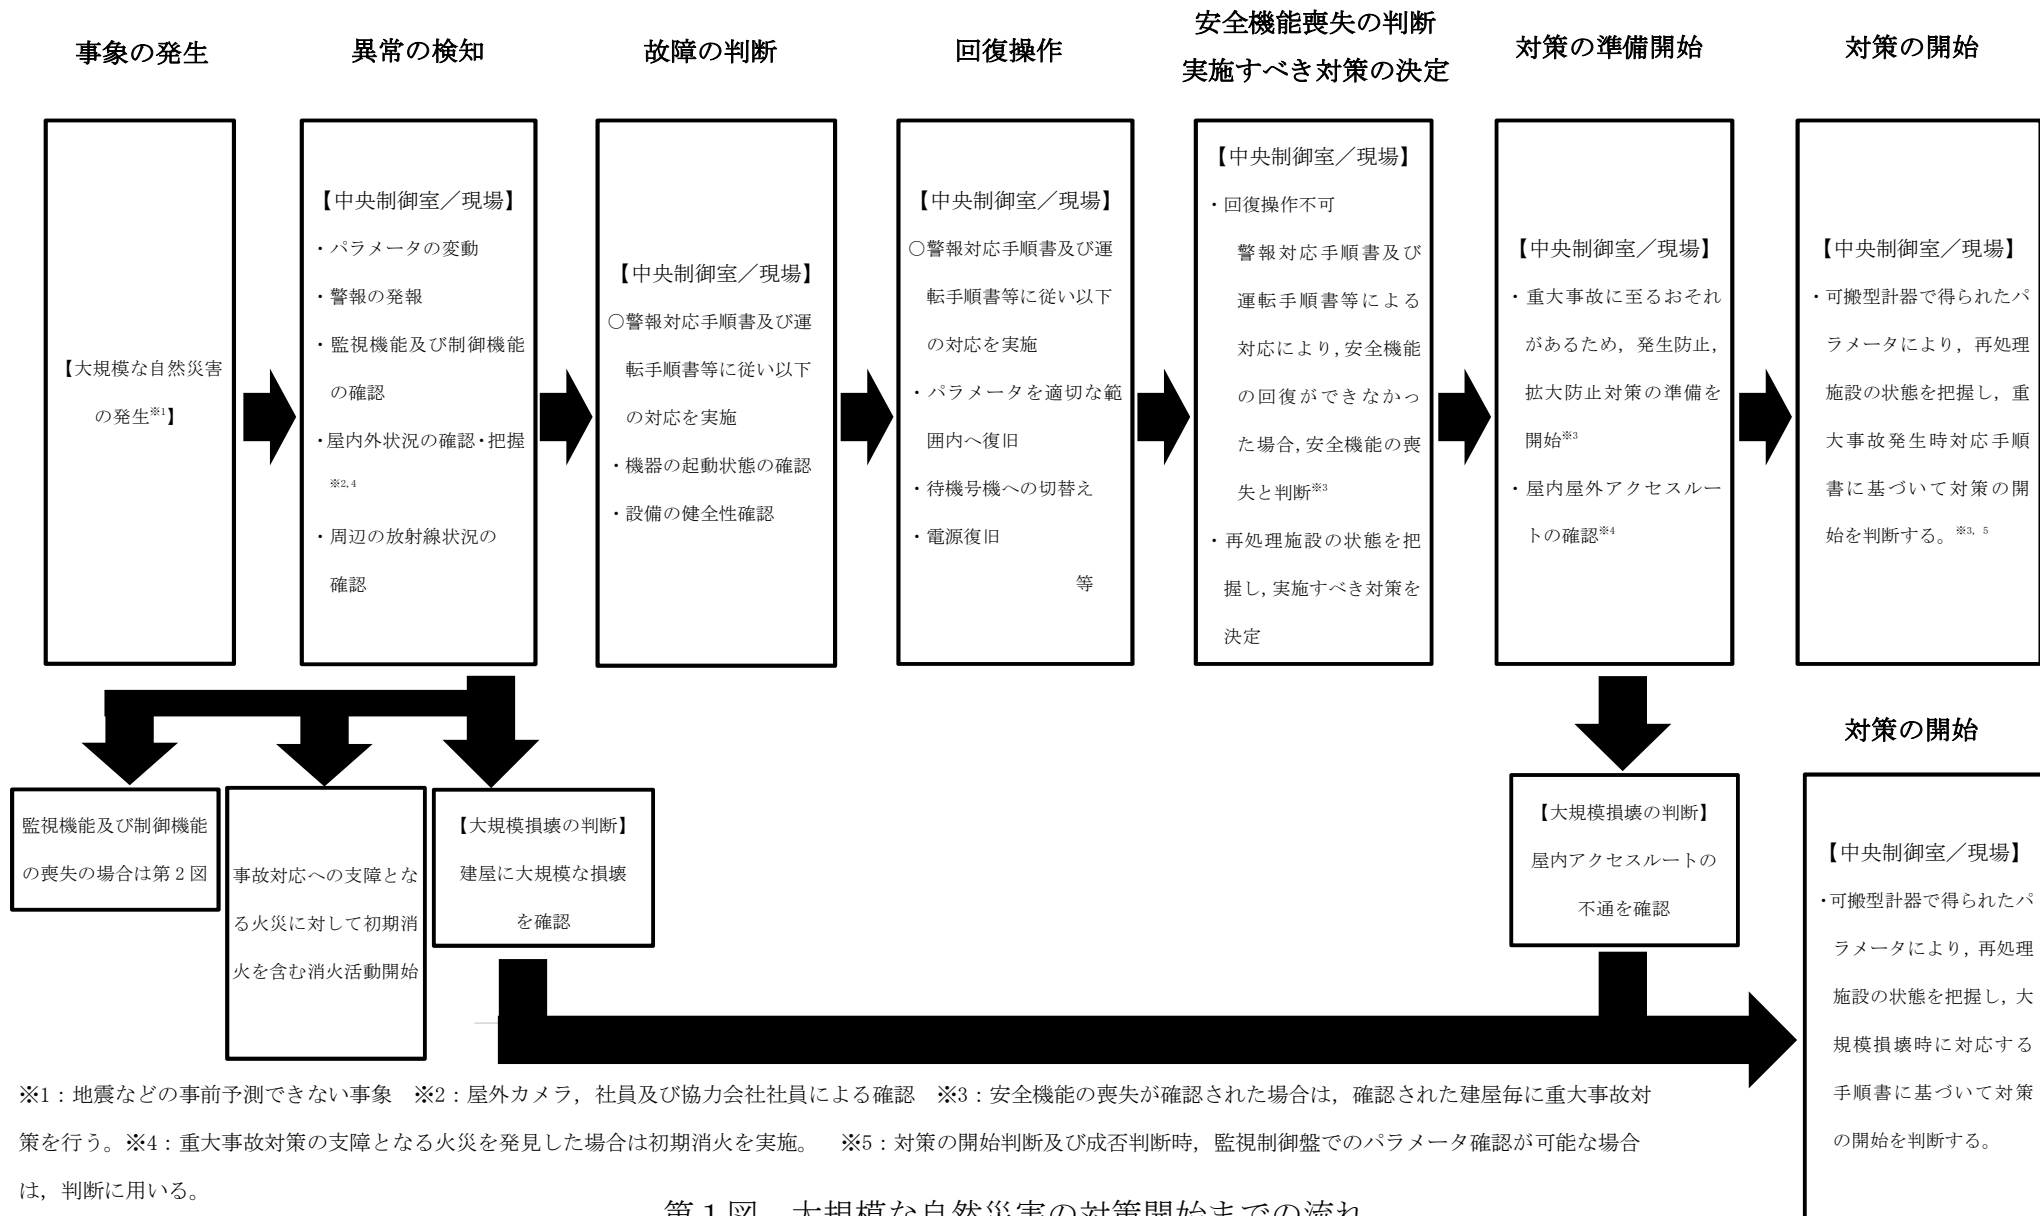 事象の発生
異常の検知
故障の判断
回復操作
安全機能喪失の判断
実施すべき対策の決定
対策の準備開始
対策の開始
【大規模な自然災害
の発生※1】
【中央制御室／現場】
・パラメータの変動
・警報の発報
・監視機能及び制御機能
の確認
・屋内外状況の確認・把握
※2,4
・周辺の放射線状況の
確認
【中央制御室／現場】
○警報対応手順書及び運
転手順書等に従い以下
の対応を実施
・機器の起動状態の確認
・設備の健全性確認
【中央制御室／現場】
○警報対応手順書及び運
転手順書等に従い以下
の対応を実施
・パラメータを適切な範
囲内へ復旧
・待機号機への切替え
・電源復旧
等
【中央制御室／現場】
・回復操作不可
警報対応手順書及び
運転手順書等による
対応により，安全機能
の回復ができなかっ
た場合，安全機能の喪
失と判断※3
・再処理施設の状態を把
握し，実施すべき対策を
決定
【中央制御室／現場】
・重大事故に至るおそれ
があるため，発生防止，
拡大防止対策の準備を
開始※3
・屋内屋外アクセスルー
トの確認※4
【中央制御室／現場】
・可搬型計器で得られたパ
ラメータにより，再処理
施設の状態を把握し，重
大事故発生時対応手順
書に基づいて対策の開
始を判断する。※3, 5
監視機能及び制御機能
の喪失の場合は第２図
事故対応への支障とな
る火災に対して初期消
火を含む消火活動開始
【大規模損壊の判断】
建屋に大規模な損壊
を確認
【大規模損壊の判断】
屋内アクセスルートの
不通を確認
対策の開始
【中央制御室／現場】
・可搬型計器で得られたパ
ラメータにより，再処理
施設の状態を把握し，大
規模損壊時に対応する
手順書に基づいて対策
の開始を判断する。
※1：地震などの事前予測できない事象　※2：屋外カメラ，社員及び協力会社社員による確認　※3：安全機能の喪失が確認された場合は，確認された建屋毎に重大事故対
策を行う。※4：重大事故対策の支障となる火災を発見した場合は初期消火を実施。　※5：対策の開始判断及び成否判断時，監視制御盤でのパラメータ確認が可能な場合
は，判断に用いる。
第１図　大規模な自然災害の対策開始までの流れ